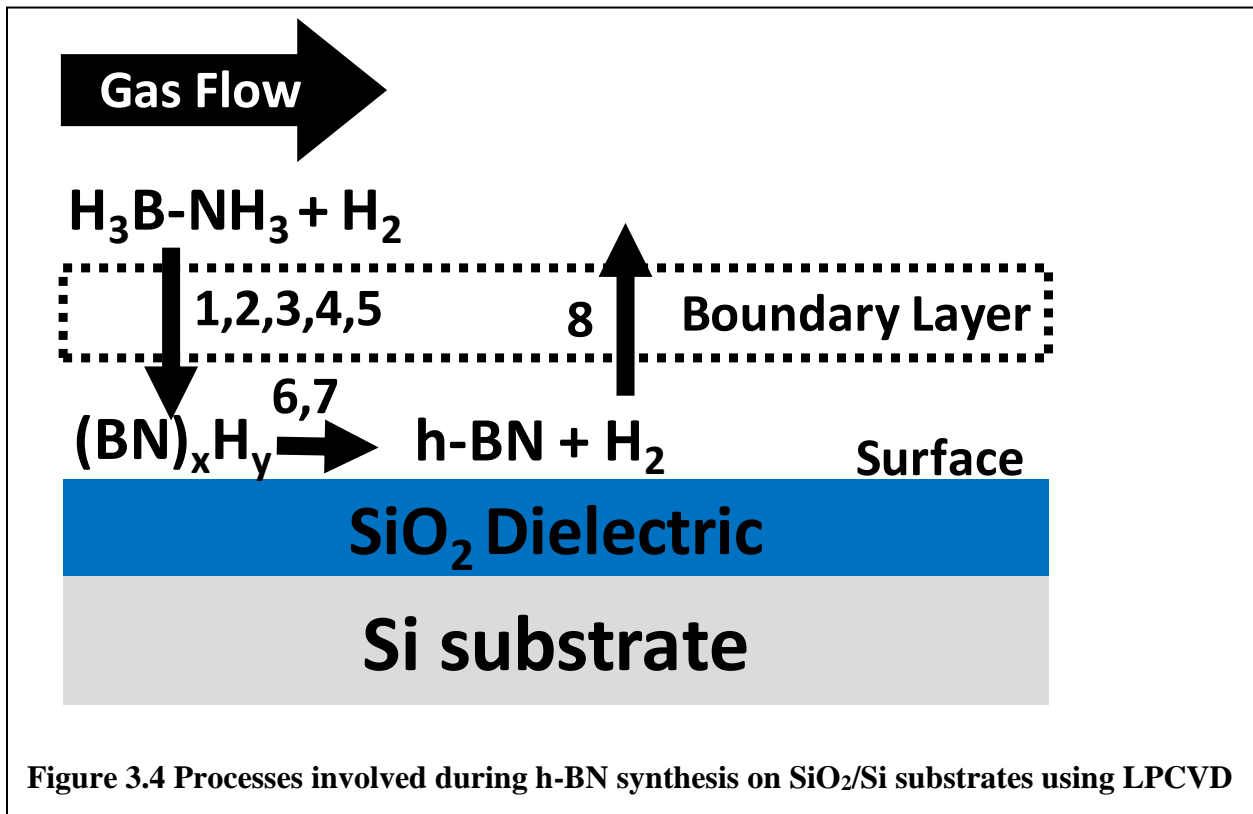 Gas Flow
H₃B-NH₃ + H₂
1,2,3,4,5
8
Boundary Layer
6,7
(BN)ₓHᵧ
h-BN + H₂
Surface
SiO₂ Dielectric
Si substrate
Figure 3.4 Processes involved during h-BN synthesis on SiO₂/Si substrates using LPCVD